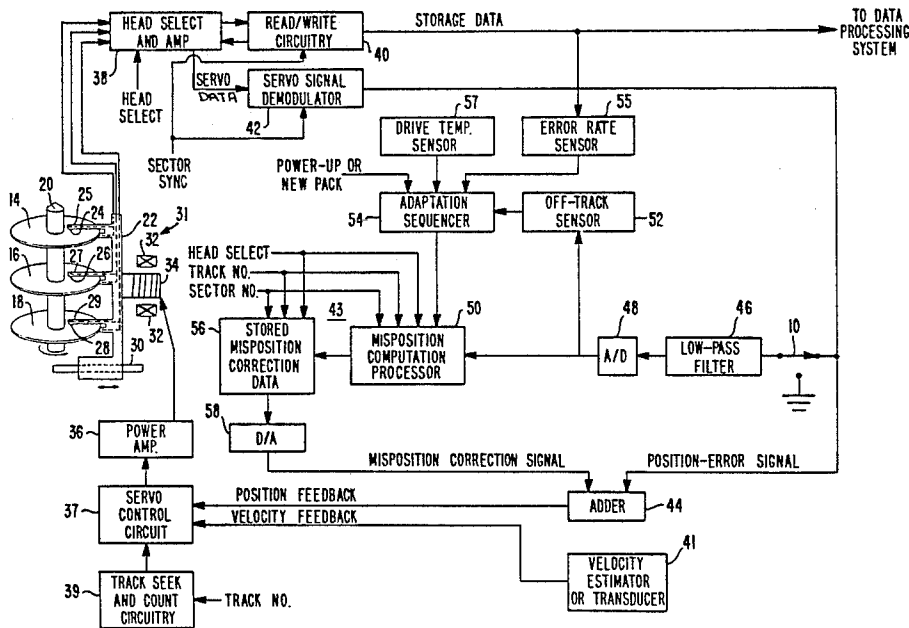 HEAD SELECT
AND AMP
38
READ/WRITE
CIRCUITRY
40
STORAGE DATA
TO DATA
PROCESSING
SYSTEM
SERVO
DATA
HEAD
SELECT
SERVO SIGNAL
DEMODULATOR
42
SECTOR
SYNC
57
DRIVE TEMP.
SENSOR
55
ERROR RATE
SENSOR
POWER-UP OR
NEW PACK
54
ADAPTATION
SEQUENCER
OFF-TRACK
SENSOR
52
20
14
25
24
22
31
32
16
27
26
34
18
29
28
32
30
HEAD SELECT
TRACK NO.
SECTOR NO.
43
56
STORED
MISPOSITION
CORRECTION
DATA
50
MISPOSITION
COMPUTATION
PROCESSOR
48
A/D
46
LOW-PASS
FILTER
10
58
D/A
36
POWER
AMP.
MISPOSITION CORRECTION SIGNAL
POSITION-ERROR SIGNAL
37
SERVO
CONTROL
CIRCUIT
POSITION FEEDBACK
VELOCITY FEEDBACK
ADDER
44
41
VELOCITY
ESTIMATOR
OR TRANSDUCER
39
TRACK SEEK
AND COUNT
CIRCUITRY
TRACK NO.